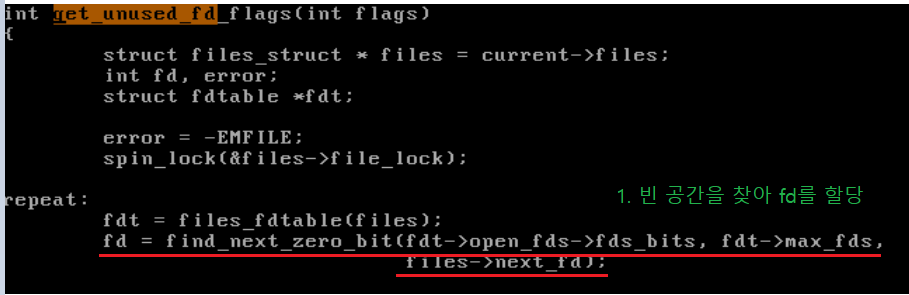 int get_unused_fd_flags(int flags)
{
struct files_struct * files = current->files;
int fd, error;
struct fdtable *fdt;
error = -EMFILE;
spin_lock(&files->file_lock);
1. 빈 공간을 찾아 fd를 할당
repeat:
fdt = files_fdtable(files);
fd = find_next_zero_bit(fdt->open_fds->fds_bits, fdt->max_fds,
files->next_fd);